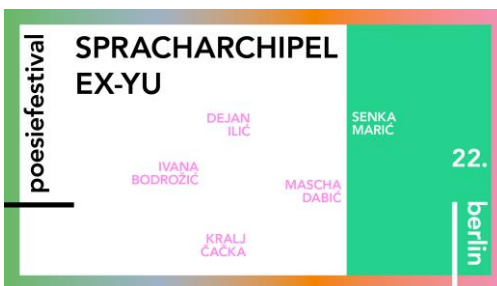 poesiefestival
SPRACHARCHIPEL
EX-YU
DEJAN
ILIĆ
SENKA
MARIĆ
IVANA
BODROŽIĆ
MASCHA
DABIĆ
KRALJ
ČAČKA
22.
berlin